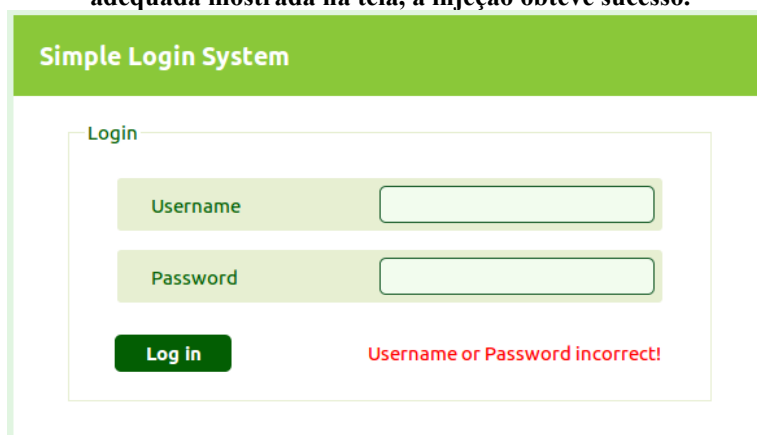 adequada mostrada na tela, a injeção obteve sucesso.
Simple Login System
Login
Username
Password
Log in
Username or Password incorrect!